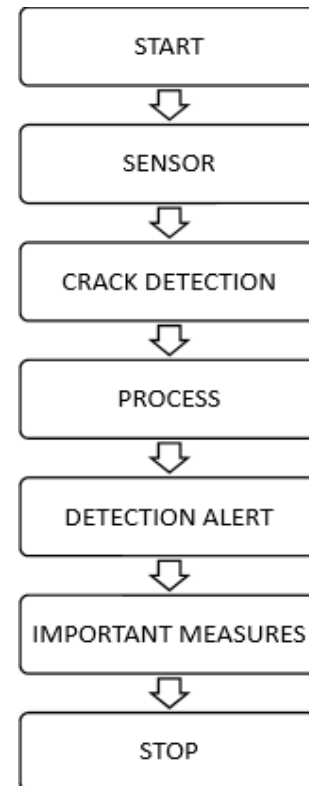 START
SENSOR
CRACK DETECTION
PROCESS
DETECTION ALERT
IMPORTANT MEASURES
STOP